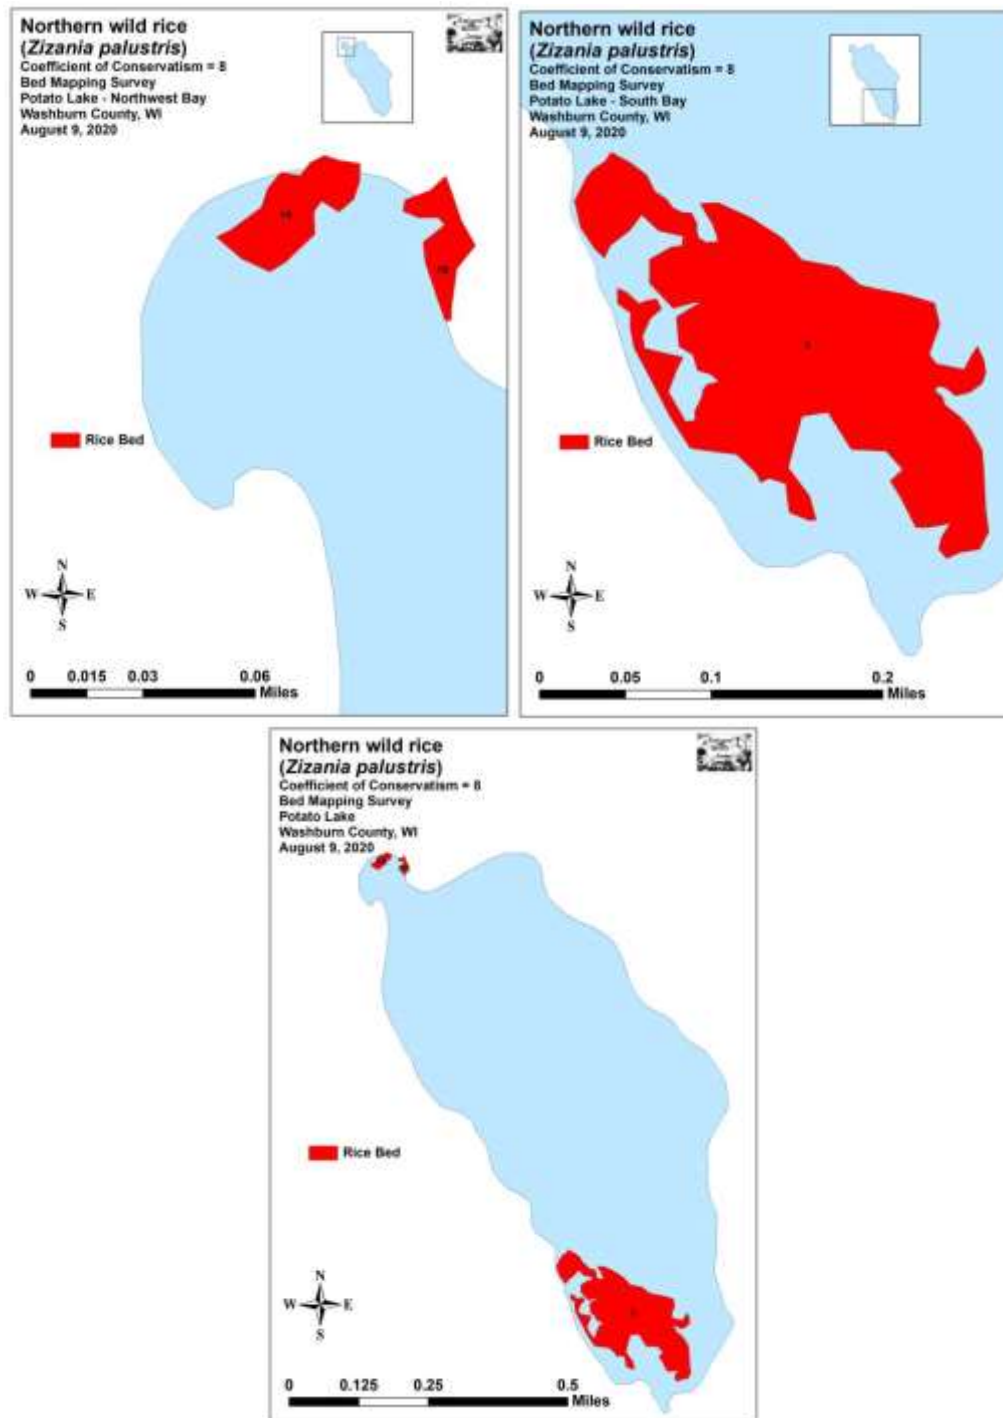 Northern wild rice
(Zizania palustris)
Coefficient of Conservatism = 8
Bed Mapping Survey
Potato Lake - Northwest Bay
Washburn County, WI
August 9, 2020
Rice Bed
N
W E
S
0 0.015 0.03 0.06
Miles
Northern wild rice
(Zizania palustris)
Coefficient of Conservatism = 8
Bed Mapping Survey
Potato Lake - South Bay
Washburn County, WI
August 9, 2020
Rice Bed
N
W E
S
0 0.05 0.1 0.2
Miles
Northern wild rice
(Zizania palustris)
Coefficient of Conservatism = 8
Bed Mapping Survey
Potato Lake
Washburn County, WI
August 9, 2020
Rice Bed
N
W E
S
0 0.125 0.25 0.5
Miles